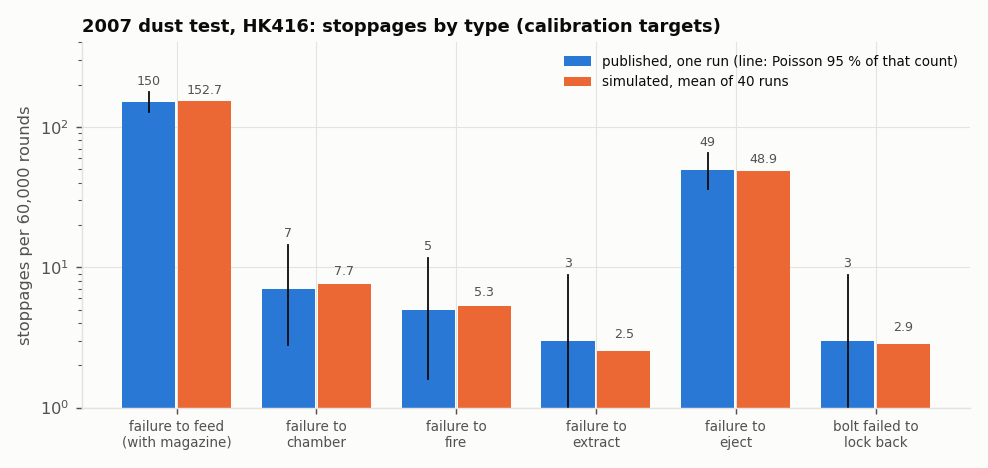 2007 dust test, HK416: stoppages by type (calibration targets)
published, one run (line: Poisson 95 % of that count)
simulated, mean of 40 runs
stoppages per 60,000 rounds
10²
10¹
10⁰
150
152.7
7
7.7
5
5.3
3
2.5
49
48.9
3
2.9
failure to feed
(with magazine)
failure to
chamber
failure to
fire
failure to
extract
failure to
eject
bolt failed to
lock back